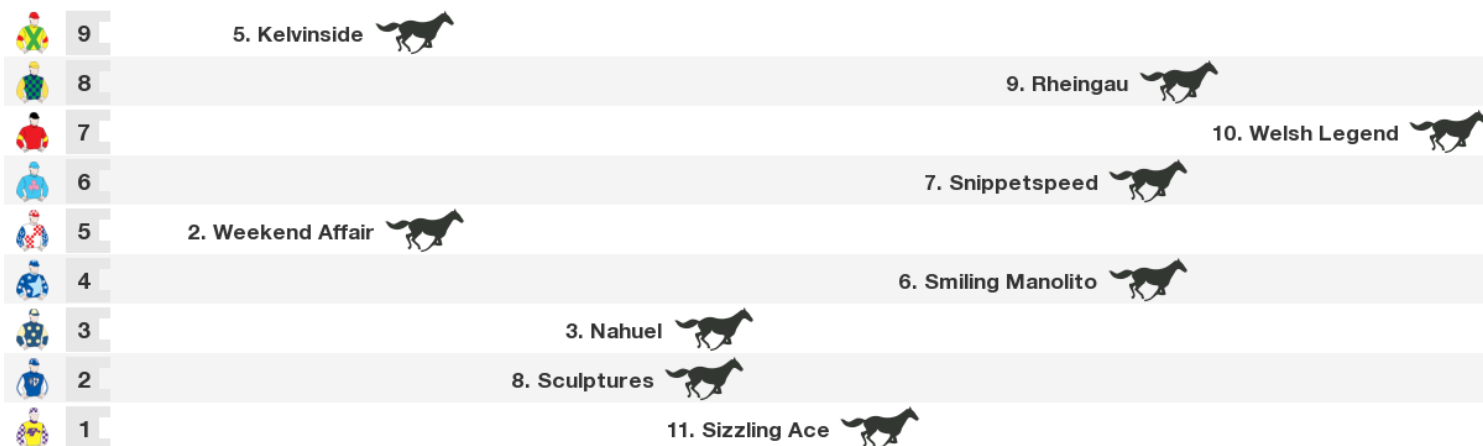 9 5. Kelvinside
8 9. Rheingau
7 10. Welsh Legend
6 7. Snippetspeed
5 2. Weekend Affair
4 6. Smiling Manolito
3 3. Nahuel
2 8. Sculptures
1 11. Sizzling Ace